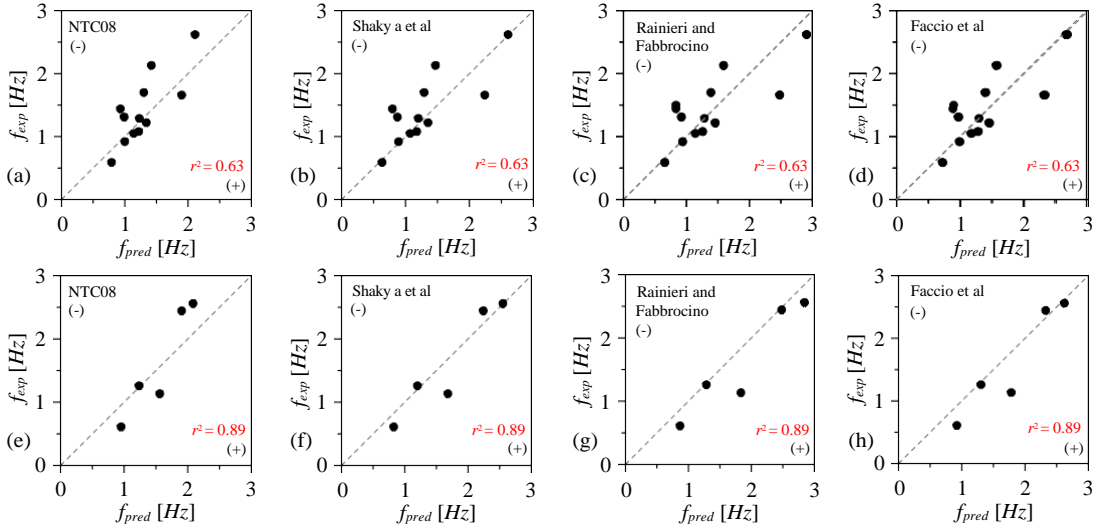 3
NTC08
(-)
2
f_exp [Hz]
1
r² = 0.63
(a)
(+)
0
0 1 2 3
f_pred [Hz]
3
Shaky a et al
(-)
2
f_exp [Hz]
1
r² = 0.63
(b)
(+)
0
0 1 2 3
f_pred [Hz]
3
Rainieri and
Fabbrocino
(-)
2
f_exp [Hz]
1
r² = 0.63
(c)
(+)
0
0 1 2 3
f_pred [Hz]
3
Faccio et al
(-)
2
f_exp [Hz]
1
r² = 0.63
(d)
(+)
0
0 1 2 3
f_pred [Hz]
3
NTC08
(-)
2
f_exp [Hz]
1
r² = 0.89
(e)
(+)
0
0 1 2 3
f_pred [Hz]
3
Shaky a et al
(-)
2
f_exp [Hz]
1
r² = 0.89
(f)
(+)
0
0 1 2 3
f_pred [Hz]
3
Rainieri and
Fabbrocino
(-)
2
f_exp [Hz]
1
r² = 0.89
(g)
(+)
0
0 1 2 3
f_pred [Hz]
3
Faccio et al
(-)
2
f_exp [Hz]
1
r² = 0.89
(h)
(+)
0
0 1 2 3
f_pred [Hz]